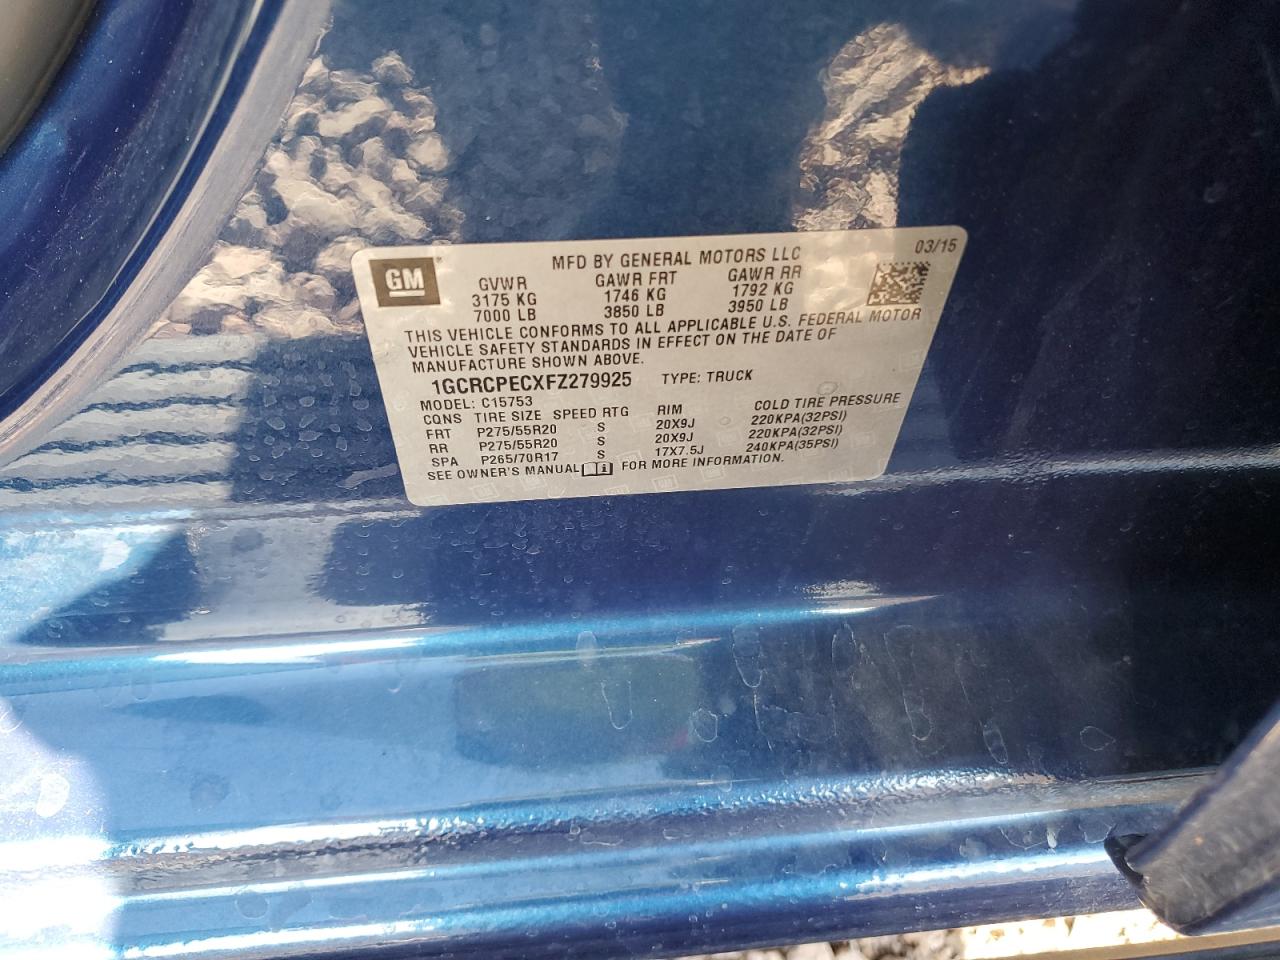 MFD BY GENERAL MOTORS LLC 03/15
GM®
GVWR GAWR FRT GAWR RR
3175 KG 1746 KG 1792 KG
7000 LB 3850 LB 3950 LB
THIS VEHICLE CONFORMS TO ALL APPLICABLE U.S. FEDERAL MOTOR
VEHICLE SAFETY STANDARDS IN EFFECT ON THE DATE OF
MANUFACTURE SHOWN ABOVE.
1GCRCPECXFZ279925 TYPE: TRUCK
MODEL: C15753
CONS TIRE SIZE SPEED RTG RIM COLD TIRE PRESSURE
FRT P275/55R20 S 20X9J 220KPA(32PSI)
RR P275/55R20 S 20X9J 220KPA(32PSI)
SPA P265/70R17 S 17X7.5J 240KPA(35PSI)
SEE OWNER'S MANUAL FOR MORE INFORMATION.